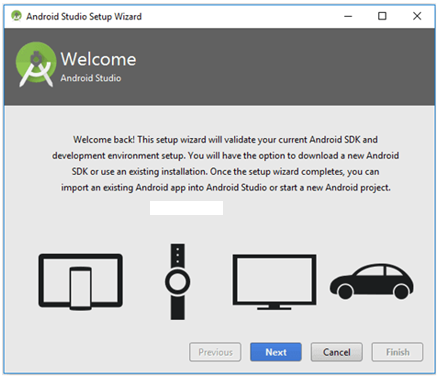 Android Studio Setup Wizard
Welcome
Android Studio
Welcome back! This setup wizard will validate your current Android SDK and
development environment setup. You will have the option to download a new Android
SDK or use an existing installation. Once the setup wizard completes, you can
import an existing Android app into Android Studio or start a new Android project.
Previous Next Cancel Finish